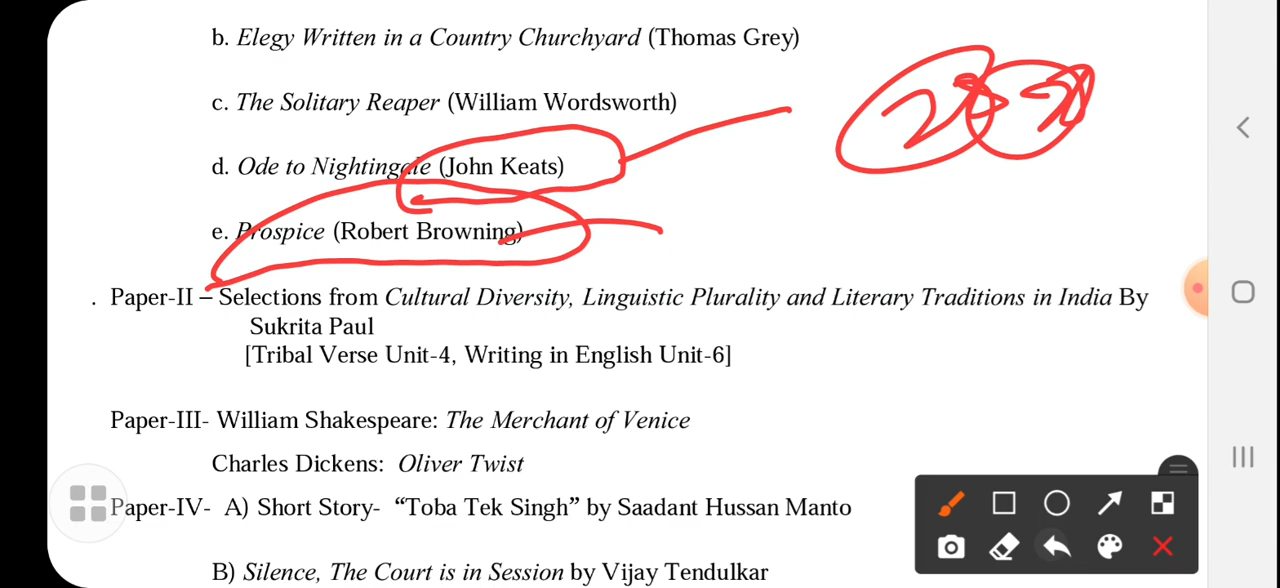 b. Elegy Written in a Country Churchyard (Thomas Grey)
c. The Solitary Reaper (William Wordsworth)
d. Ode to Nightingale (John Keats)
e. Prospice (Robert Browning)
. Paper-II – Selections from Cultural Diversity, Linguistic Plurality and Literary Traditions in India By
Sukrita Paul
[Tribal Verse Unit-4, Writing in English Unit-6]
Paper-III- William Shakespeare: The Merchant of Venice
Charles Dickens: Oliver Twist
Paper-IV- A) Short Story- “Toba Tek Singh” by Saadant Hussan Manto
B) Silence, The Court is in Session by Vijay Tendulkar